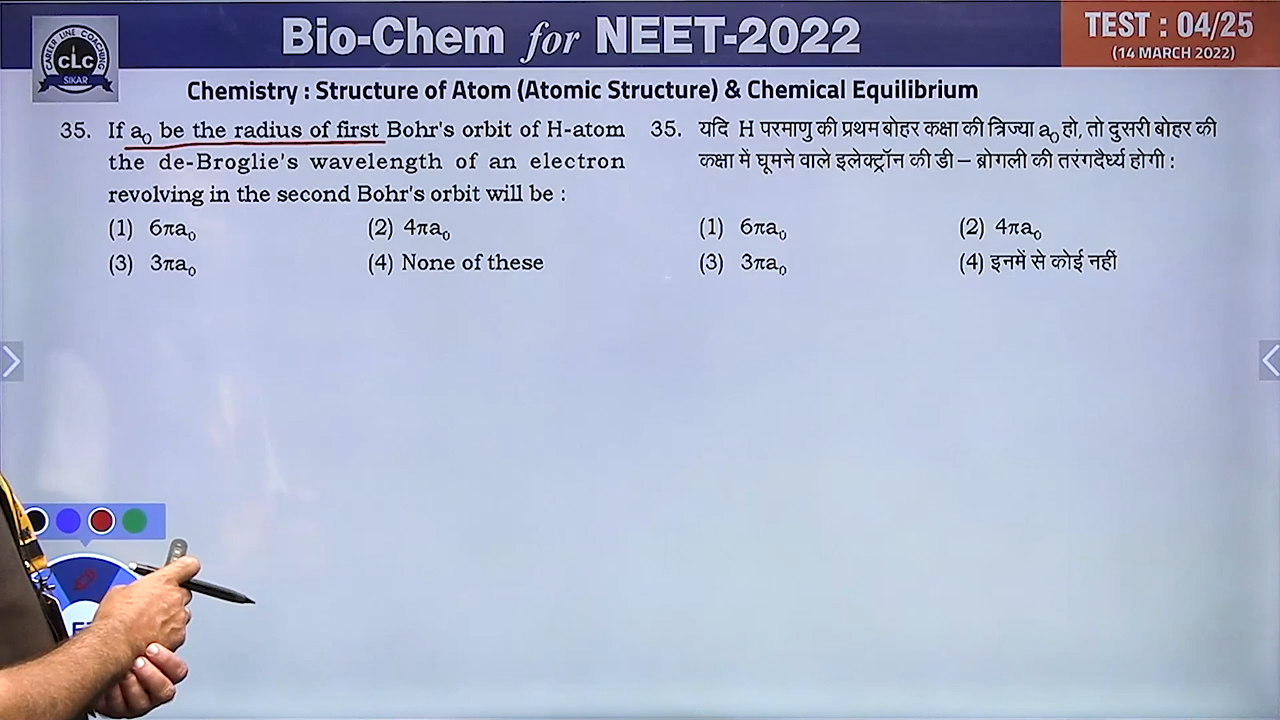 CAREER LINE COACHING
CLC
SIKAR
Bio-Chem for NEET-2022
TEST : 04/25
(14 MARCH 2022)
Chemistry : Structure of Atom (Atomic Structure) & Chemical Equilibrium
35. If a₀ be the radius of first Bohr's orbit of H-atom
the de-Broglie's wavelength of an electron
revolving in the second Bohr's orbit will be :
(1) 6πa₀ (2) 4πa₀
(3) 3πa₀ (4) None of these
35. यदि H परमाणु की प्रथम बोहर कक्षा की त्रिज्या a₀ हो, तो दुसरी बोहर की
कक्षा में घूमने वाले इलेक्ट्रॉन की डी – ब्रोगली की तरंगदैर्ध्य होगी :
(1) 6πa₀ (2) 4πa₀
(3) 3πa₀ (4) इनमें से कोई नहीं